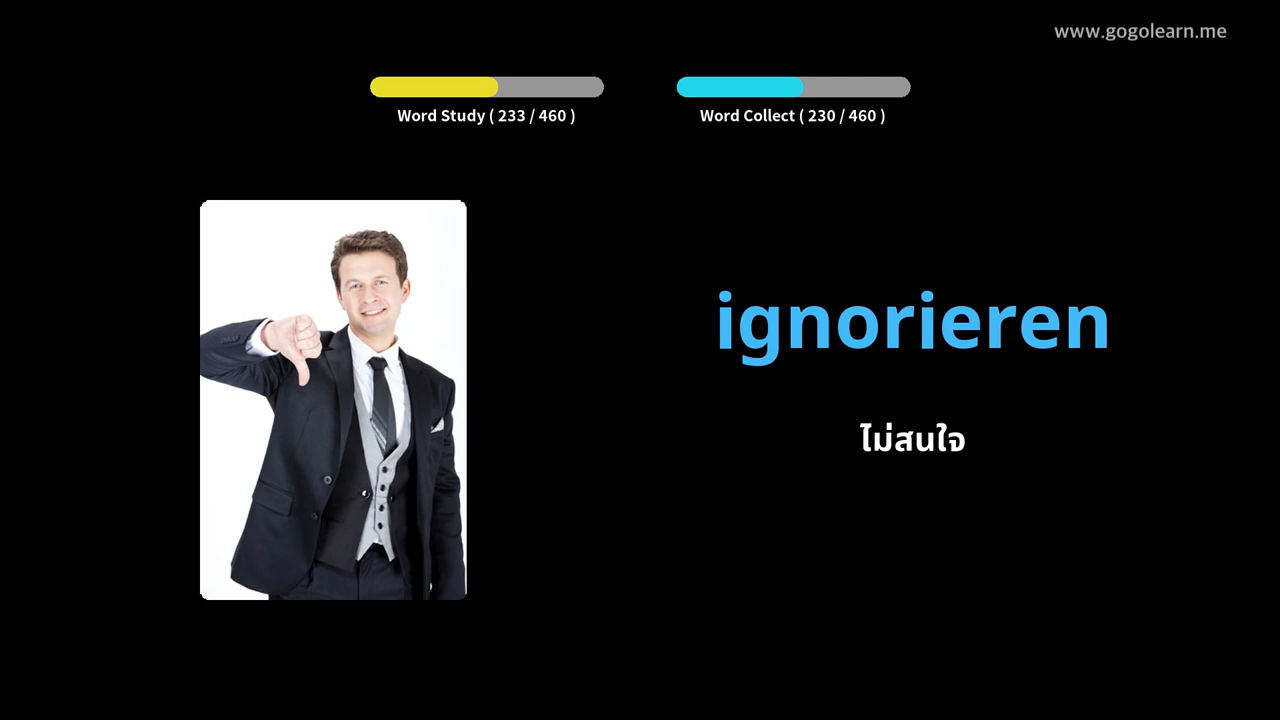 www.gogolearn.me
Word Study ( 233 / 460 )
Word Collect ( 230 / 460 )
ignorieren
ไม่สนใจ